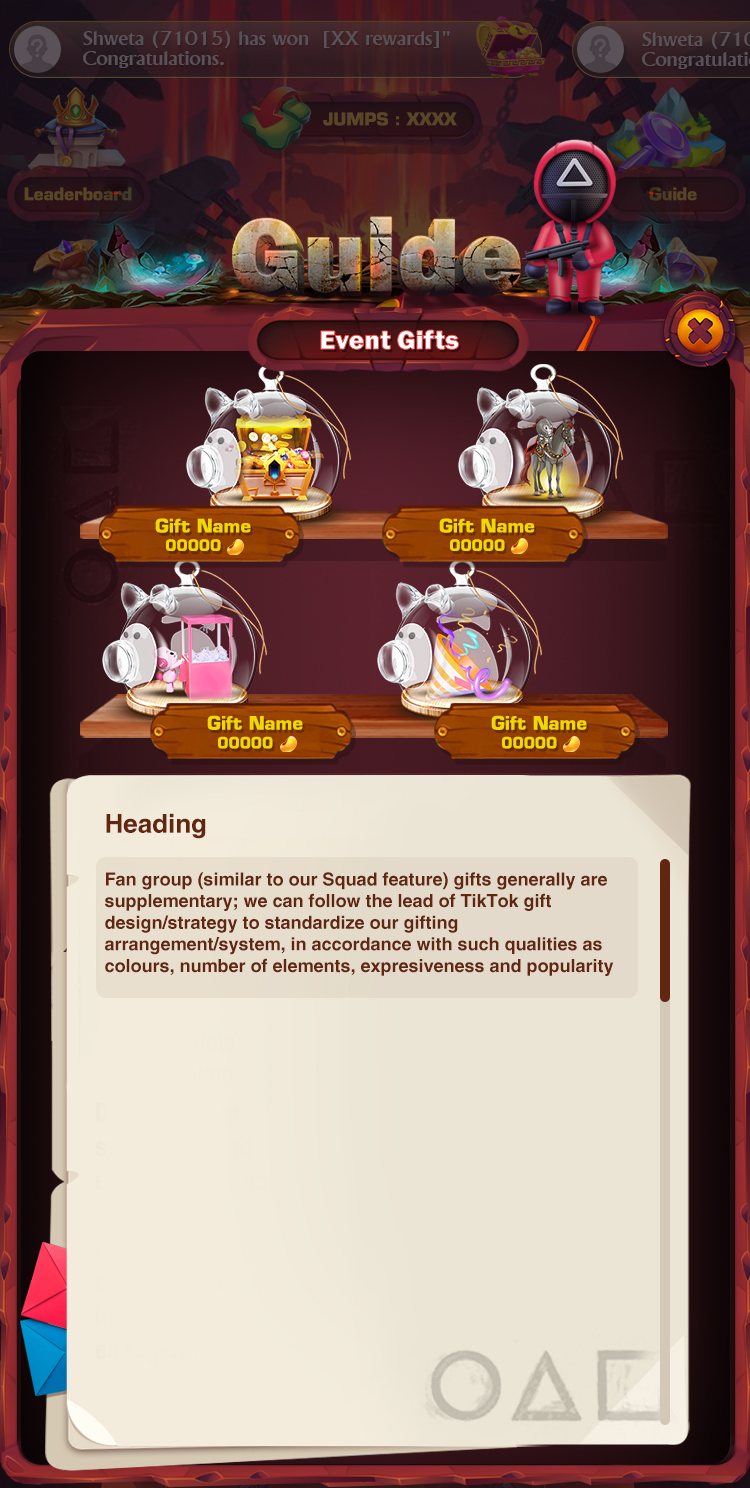 Shweta (71015) has won [XX rewards]"
Congratulations.
Shweta (710
Congratulati
JUMPS : XXXX
Leaderboard
Guide
Guide
Event Gifts
Gift Name
00000
Gift Name
00000
Gift Name
00000
Gift Name
00000
Heading
Fan group (similar to our Squad feature) gifts generally are
supplementary; we can follow the lead of TikTok gift
design/strategy to standardize our gifting
arrangement/system, in accordance with such qualities as
colours, number of elements, expresiveness and popularity